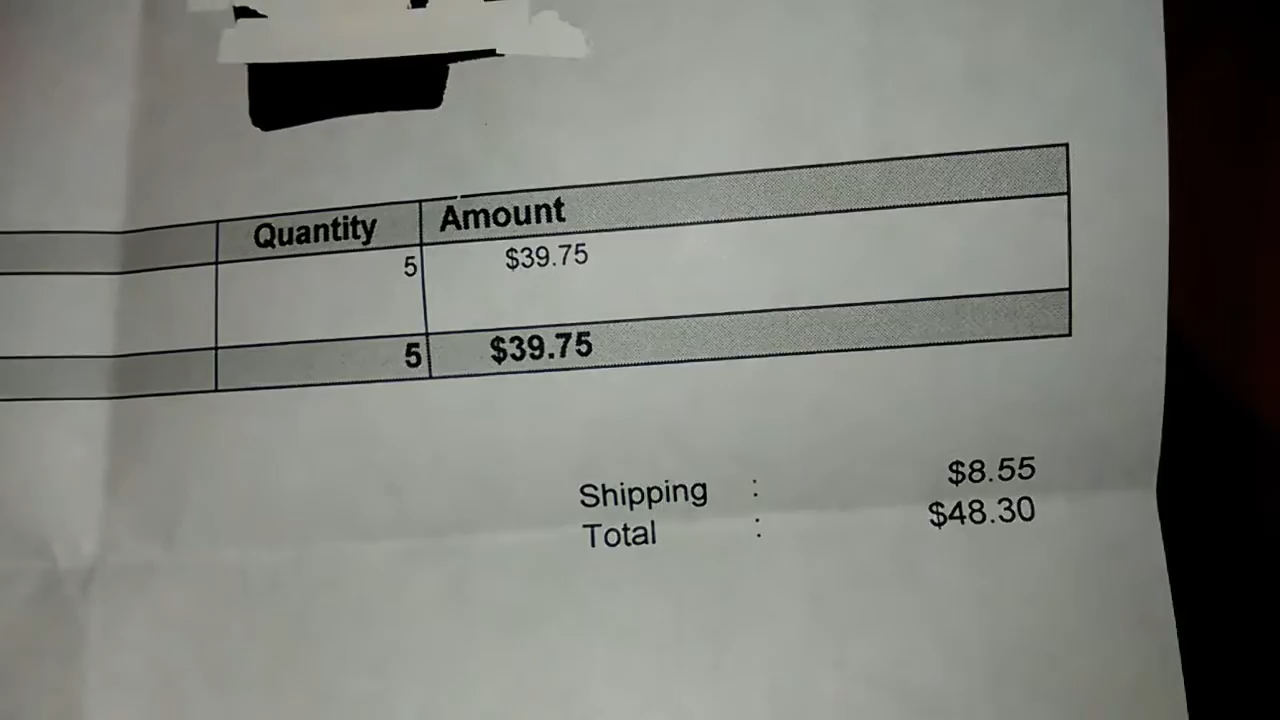 Quantity Amount
5 $39.75
5 $39.75
Shipping : $8.55
Total : $48.30